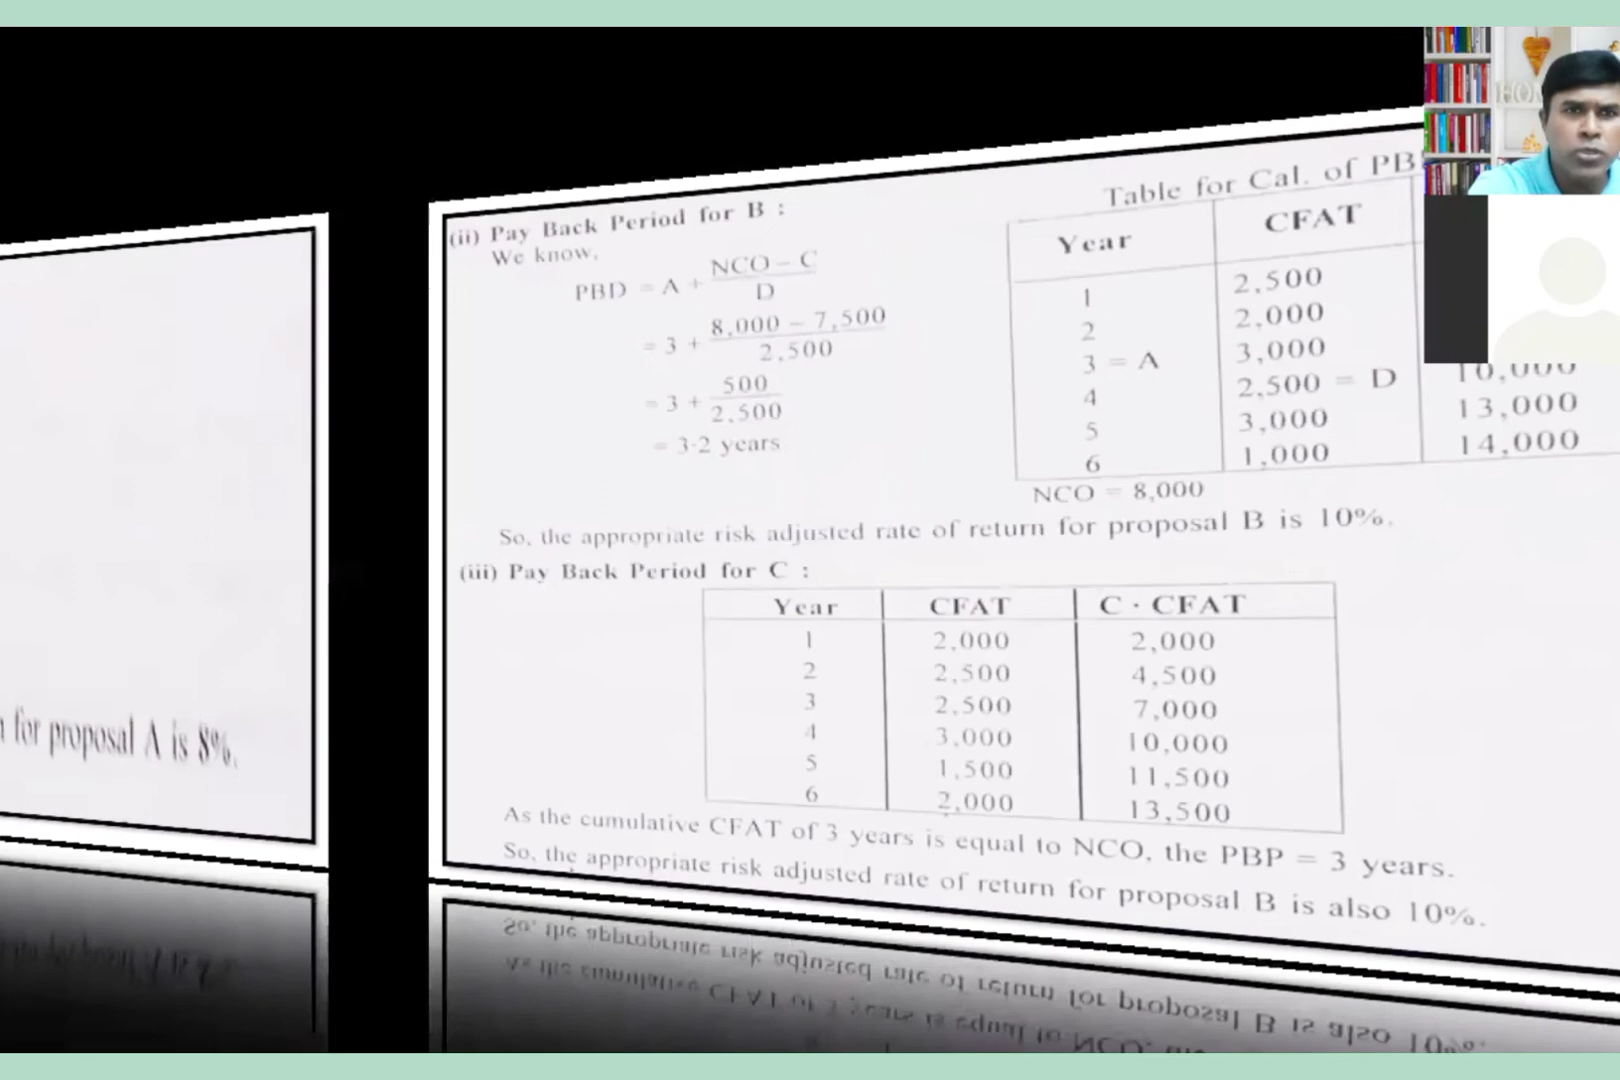 n for proposal A is 8%.
(ii) Pay Back Period for B :
We know,
PBD = A + NCO – C
D
= 3 + 8,000 – 7,500
2,500
= 3 + 500
2,500
= 3·2 years
Table for Cal. of PB
Year CFAT
1 2,500
2 2,000
3 = A 3,000
4 2,500 = D 10,000
5 3,000 13,000
6 1,000 14,000
NCO = 8,000
So, the appropriate risk adjusted rate of return for proposal B is 10%.
(iii) Pay Back Period for C :
Year CFAT C · CFAT
1 2,000 2,000
2 2,500 4,500
3 2,500 7,000
4 3,000 10,000
5 1,500 11,500
6 2,000 13,500
As the cumulative CFAT of 3 years is equal to NCO, the PBP = 3 years.
So, the appropriate risk adjusted rate of return for proposal B is also 10%.